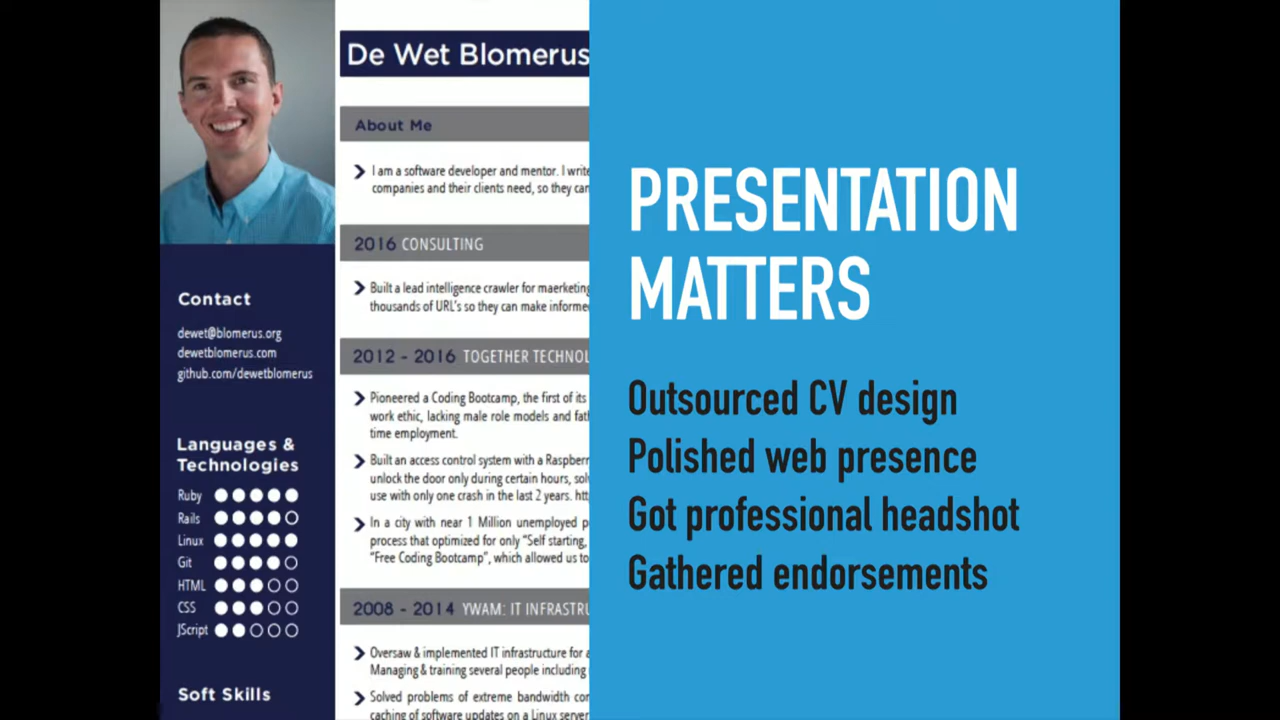 De Wet Blomerus
About Me
I am a software developer and mentor. I write
companies and their clients need, so they can
2016 CONSULTING
Built a lead intelligence crawler for maerketing
thousands of URL's so they can make informe
2012 - 2016 TOGETHER TECHNOL
Pioneered a Coding Bootcamp, the first of its
work ethic, lacking male role models and fat
time employment.
Built an access control system with a Raspberr
unlock the door only during certain hours, sol
use with only one crash in the last 2 years. htt
In a city with near 1 Million unemployed p
process that optimized for only "Self starting,
"Free Coding Bootcamp", which allowed us to
2008 - 2014 YWAM: IT INFRASTRU
Oversaw & implemented IT infrastructure for a
Managing & training several people including
Solved problems of extreme bandwidth con
caching of software updates on a Linux server
Contact
dewet@blomerus.org
dewetblomerus.com
github.com/dewetblomerus
Languages &
Technologies
Ruby
Rails
Linux
Git
HTML
CSS
JScript
Soft Skills
PRESENTATION
MATTERS
Outsourced CV design
Polished web presence
Got professional headshot
Gathered endorsements